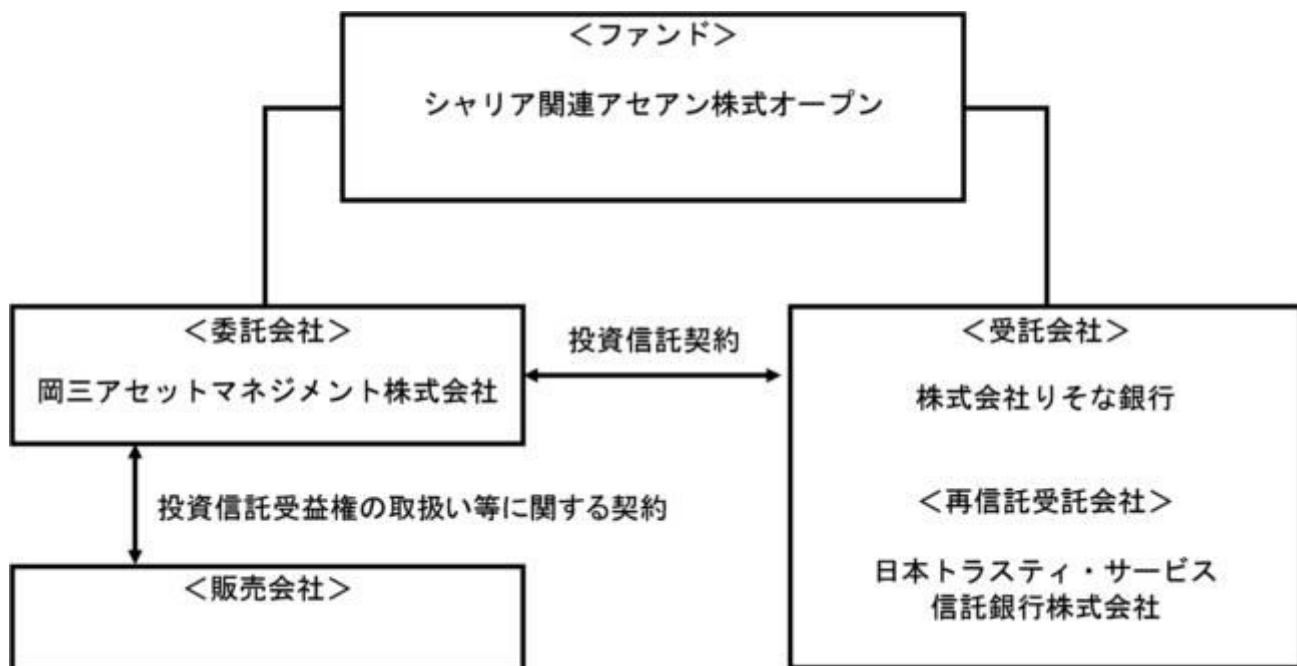 ＜ファンド＞
シャリア関連アセアン株式オープン
＜委託会社＞
岡三アセットマネジメント株式会社
投資信託契約
＜受託会社＞
株式会社りそな銀行
＜再信託受託会社＞
日本トラスティ・サービス
信託銀行株式会社
投資信託受益権の取扱い等に関する契約
＜販売会社＞